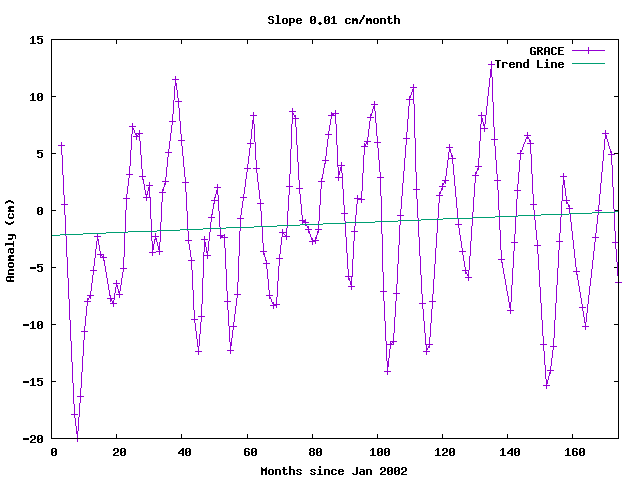 Slope 0.01 cm/month
GRACE
Trend Line
Anomaly (cm)
15
10
5
0
-5
-10
-15
-20
0 20 40 60 80 100 120 140 160
Months since Jan 2002